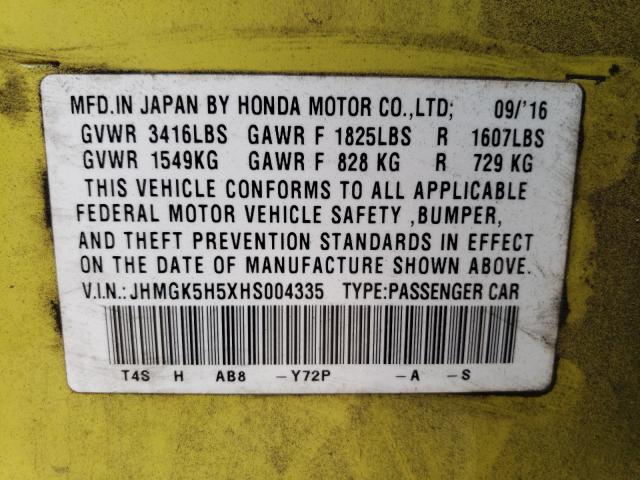 MFD.IN JAPAN BY HONDA MOTOR CO.,LTD; 09/'16
GVWR 3416LBS GAWR F 1825LBS R 1607LBS
GVWR 1549KG GAWR F 828 KG R 729 KG
THIS VEHICLE CONFORMS TO ALL APPLICABLE
FEDERAL MOTOR VEHICLE SAFETY ,BUMPER,
AND THEFT PREVENTION STANDARDS IN EFFECT
ON THE DATE OF MANUFACTURE SHOWN ABOVE.
V.I.N.:JHMGK5H5XHS004335 TYPE:PASSENGER CAR
T4S H AB8 -Y72P -A -S